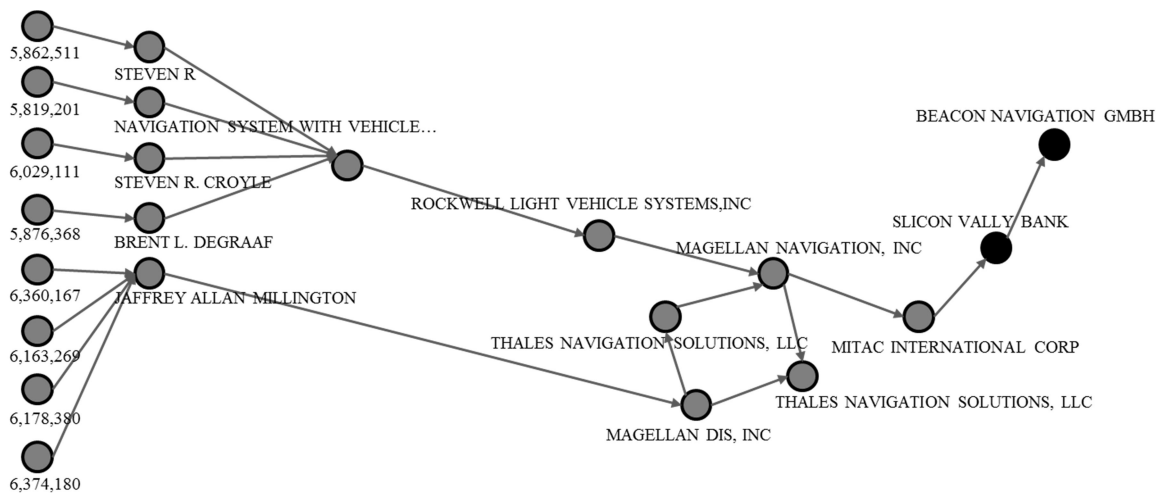 5,862,511
STEVEN R
5,819,201
NAVIGATION SYSTEM WITH VEHICLE…
6,029,111
STEVEN R. CROYLE
5,876,368
BRENT L. DEGRAAF
6,360,167
JAFFREY ALLAN MILLINGTON
6,163,269
6,178,380
6,374,180
ROCKWELL LIGHT VEHICLE SYSTEMS,INC
MAGELLAN NAVIGATION, INC
THALES NAVIGATION SOLUTIONS, LLC
MAGELLAN DIS, INC
THALES NAVIGATION SOLUTIONS, LLC
MITAC INTERNATIONAL CORP
SLICON VALLY BANK
BEACON NAVIGATION GMBH